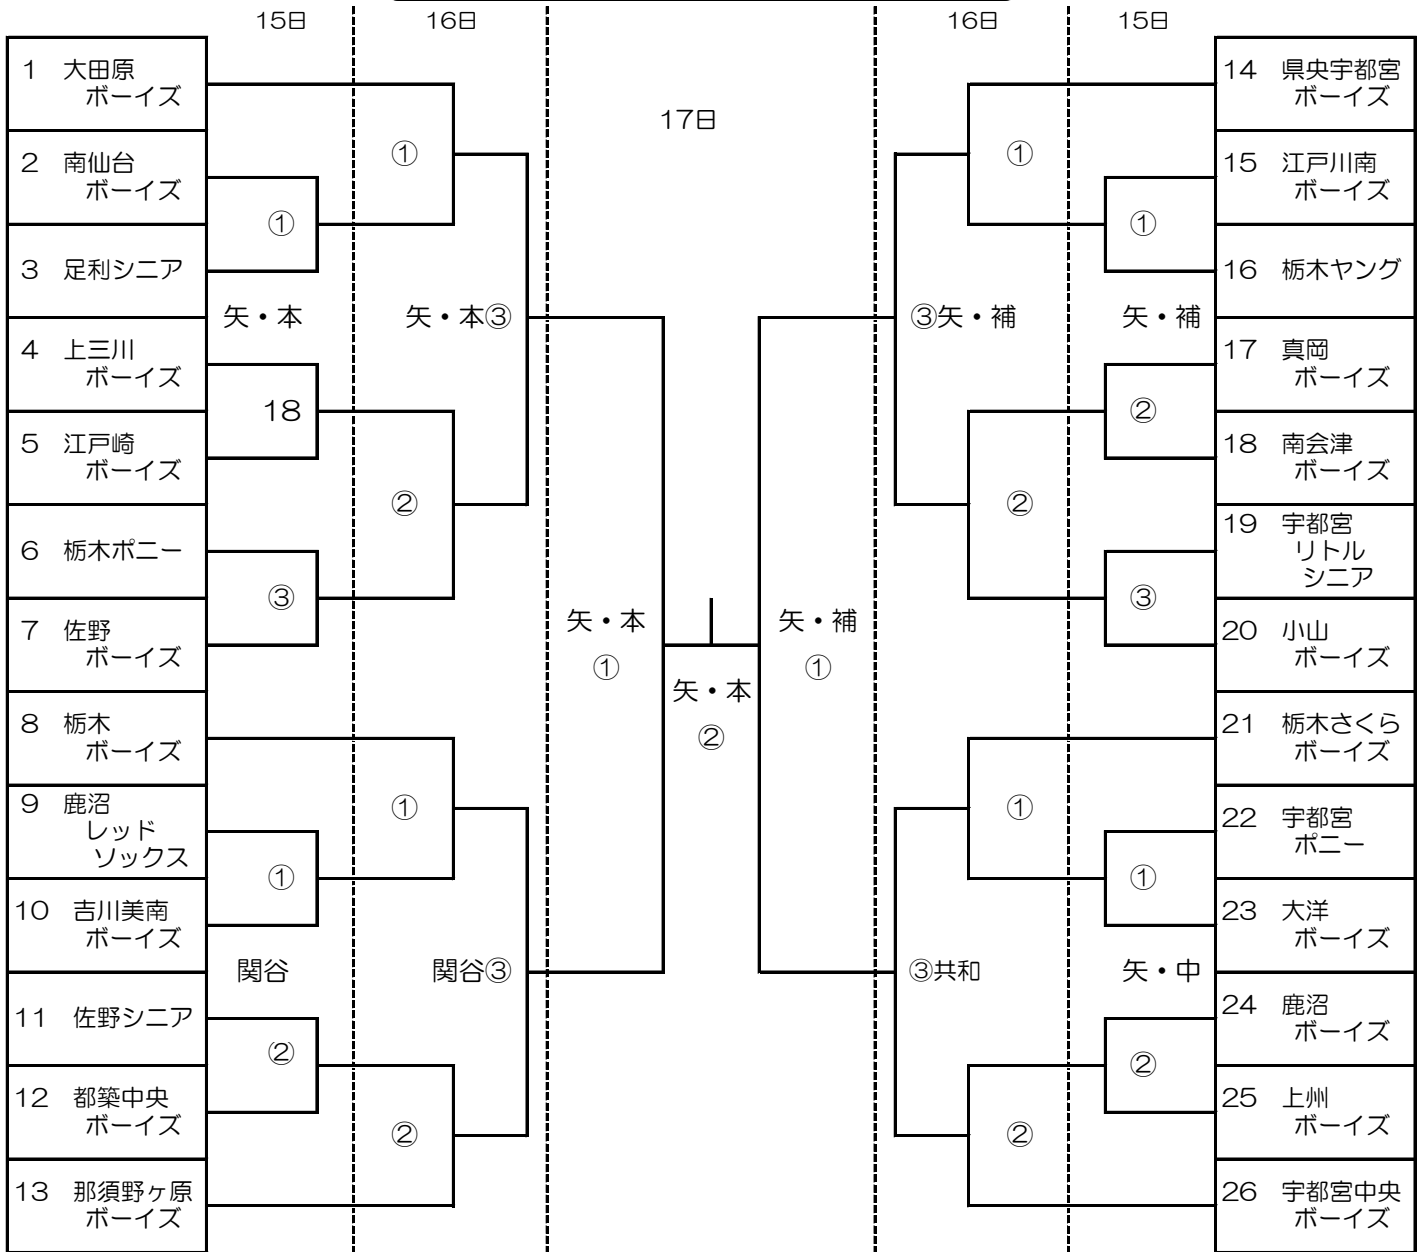 15日
16日
17日
16日
15日
1 大田原
ボーイズ
2 南仙台
ボーイズ
3 足利シニア
4 上三川
ボーイズ
5 江戸崎
ボーイズ
6 栃木ポニー
7 佐野
ボーイズ
8 栃木
ボーイズ
9 鹿沼
レッド
ソックス
10 吉川美南
ボーイズ
11 佐野シニア
12 都築中央
ボーイズ
13 那須野ヶ原
ボーイズ
①
矢・本
18
③
①
関谷
②
①
矢・本③
②
①
関谷③
②
矢・本
①
矢・本
②
矢・補
①
①
③矢・補
②
①
③共和
②
①
矢・補
②
③
①
矢・中
②
14 県央宇都宮
ボーイズ
15 江戸川南
ボーイズ
16 栃木ヤング
17 真岡
ボーイズ
18 南会津
ボーイズ
19 宇都宮
リトル
シニア
20 小山
ボーイズ
21 栃木さくら
ボーイズ
22 宇都宮
ポニー
23 大洋
ボーイズ
24 鹿沼
ボーイズ
25 上州
ボーイズ
26 宇都宮中央
ボーイズ